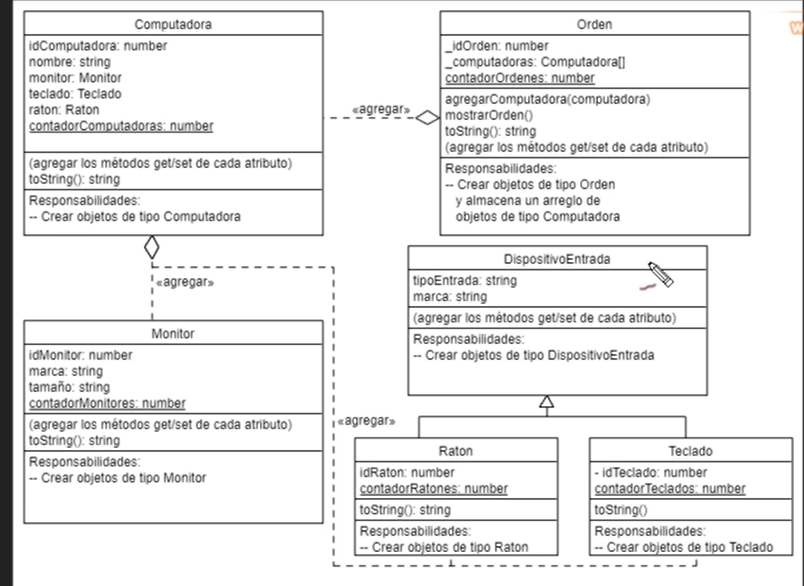 Computadora
idComputadora: number
nombre: string
monitor: Monitor
teclado: Teclado
raton: Raton
contadorComputadoras: number
(agregar los métodos get/set de cada atributo)
toString(): string
Responsabilidades:
-- Crear objetos de tipo Computadora
«agregar»
Orden
_idOrden: number
_computadoras: Computadora[]
contadorOrdenes: number
agregarComputadora(computadora)
mostrarOrden()
toString(): string
(agregar los métodos get/set de cada atributo)
Responsabilidades:
-- Crear objetos de tipo Orden
y almacena un arreglo de
objetos de tipo Computadora
«agregar»
Monitor
idMonitor: number
marca: string
tamaño: string
contadorMonitores: number
(agregar los métodos get/set de cada atributo)
toString(): string
Responsabilidades:
-- Crear objetos de tipo Monitor
DispositivoEntrada
tipoEntrada: string
marca: string
(agregar los métodos get/set de cada atributo)
Responsabilidades:
-- Crear objetos de tipo DispositivoEntrada
«agregar»
Raton
idRaton: number
contadorRatones: number
toString(): string
Responsabilidades:
-- Crear objetos de tipo Raton
Teclado
- idTeclado: number
contadorTeclados: number
toString()
Responsabilidades:
-- Crear objetos de tipo Teclado